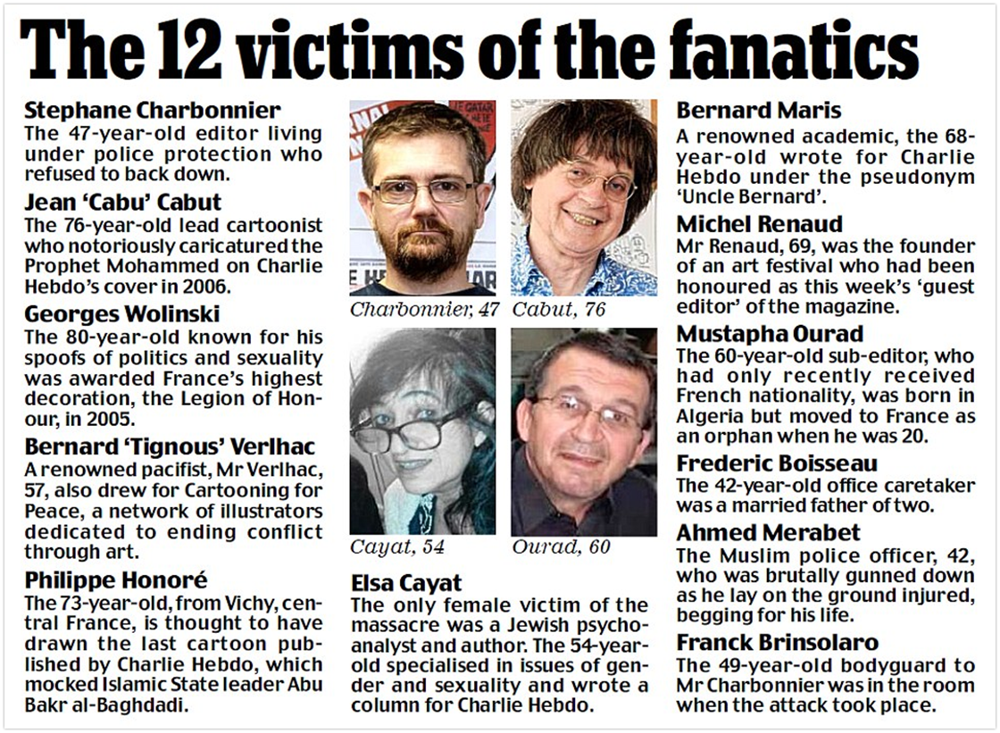 The 12 victims of the fanatics
Stephane Charbonnier
The 47-year-old editor living
under police protection who
refused to back down.
Jean ‘Cabu’ Cabut
The 76-year-old lead cartoonist
who notoriously caricatured the
Prophet Mohammed on Charlie
Hebdo’s cover in 2006.
Georges Wolinski
The 80-year-old known for his
spoofs of politics and sexuality
was awarded France’s highest
decoration, the Legion of Hon-
our, in 2005.
Bernard ‘Tignous’ Verlhac
A renowned pacifist, Mr Verlhac,
57, also drew for Cartooning for
Peace, a network of illustrators
dedicated to ending conflict
through art.
Philippe Honoré
The 73-year-old, from Vichy, cen-
tral France, is thought to have
drawn the last cartoon pub-
lished by Charlie Hebdo, which
mocked Islamic State leader Abu
Bakr al-Baghdadi.
Charbonnier, 47
Cabut, 76
Cayat, 54
Ourad, 60
Elsa Cayat
The only female victim of the
massacre was a Jewish psycho-
analyst and author. The 54-year-
old specialised in issues of gen-
der and sexuality and wrote a
column for Charlie Hebdo.
Bernard Maris
A renowned academic, the 68-
year-old wrote for Charlie
Hebdo under the pseudonym
‘Uncle Bernard’.
Michel Renaud
Mr Renaud, 69, was the founder
of an art festival who had been
honoured as this week’s ‘guest
editor’ of the magazine.
Mustapha Ourad
The 60-year-old sub-editor, who
had only recently received
French nationality, was born in
Algeria but moved to France as
an orphan when he was 20.
Frederic Boisseau
The 42-year-old office caretaker
was a married father of two.
Ahmed Merabet
The Muslim police officer, 42,
who was brutally gunned down
as he lay on the ground injured,
begging for his life.
Franck Brinsolaro
The 49-year-old bodyguard to
Mr Charbonnier was in the room
when the attack took place.